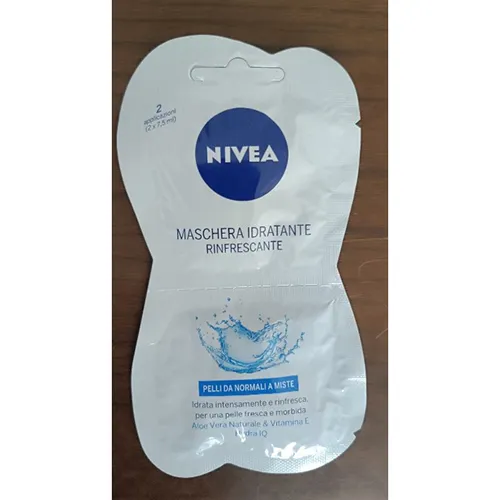 2
applicazioni
(2 x 7,5 ml)
NIVEA
MASCHERA IDRATANTE
RINFRESCANTE
PELLI DA NORMALI A MISTE
Idrata intensamente e rinfresca,
per una pelle fresca e morbida
Aloe Vera Naturale & Vitamina E
Hydra IQ